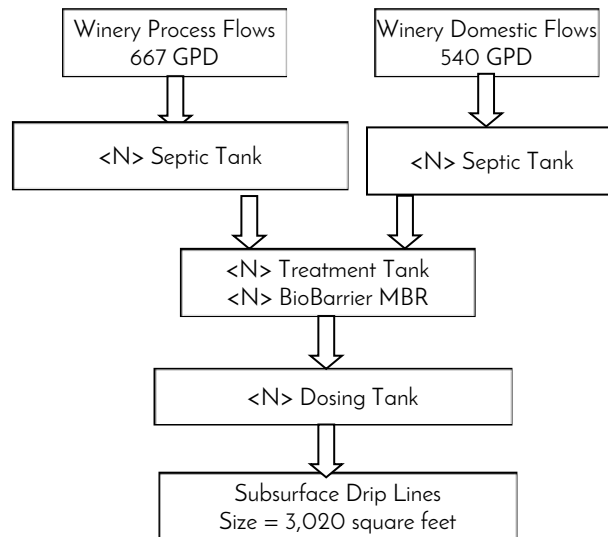 Winery Process Flows
667 GPD
Winery Domestic Flows
540 GPD
<N> Septic Tank
<N> Septic Tank
<N> Treatment Tank
<N> BioBarrier MBR
<N> Dosing Tank
Subsurface Drip Lines
Size = 3,020 square feet